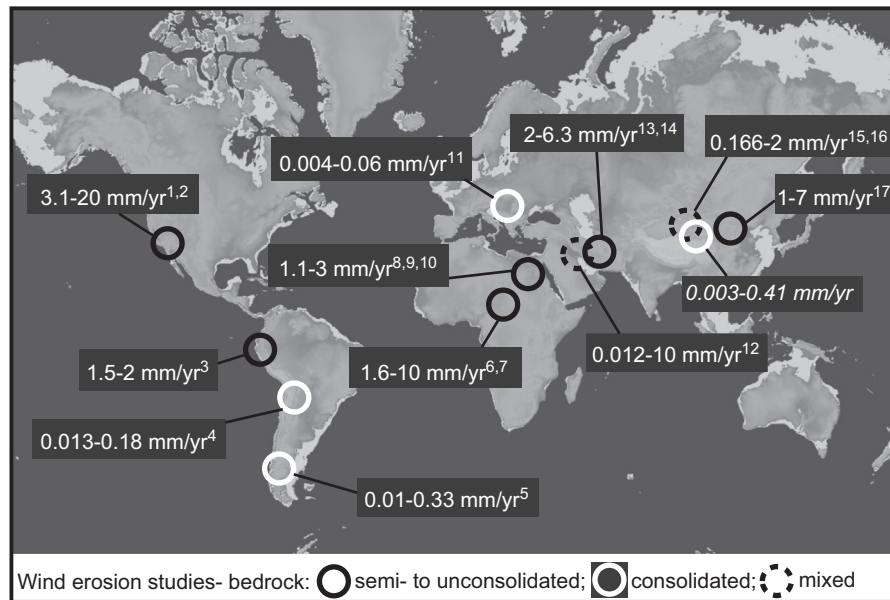 2-6.3 mm/yr13,14
0.166-2 mm/yr15,16
0.004-0.06 mm/yr11
3.1-20 mm/yr1,2
1-7 mm/yr17
1.1-3 mm/yr8,9,10
0.003-0.41 mm/yr
0.012-10 mm/yr12
1.5-2 mm/yr3
1.6-10 mm/yr6,7
0.013-0.18 mm/yr4
0.01-0.33 mm/yr5
Wind erosion studies- bedrock: semi- to unconsolidated; consolidated; mixed